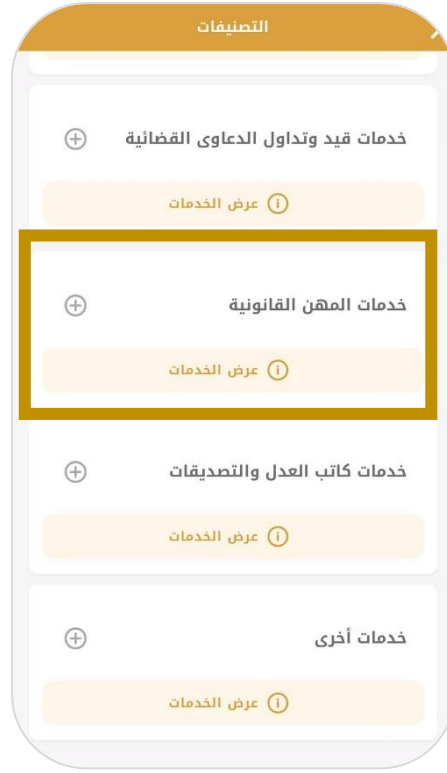 التصنيفات
خدمات قيد وتداول الدعاوى القضائية
عرض الخدمات
خدمات المهن القانونية
عرض الخدمات
خدمات كاتب العدل والتصديقات
عرض الخدمات
خدمات أخرى
عرض الخدمات